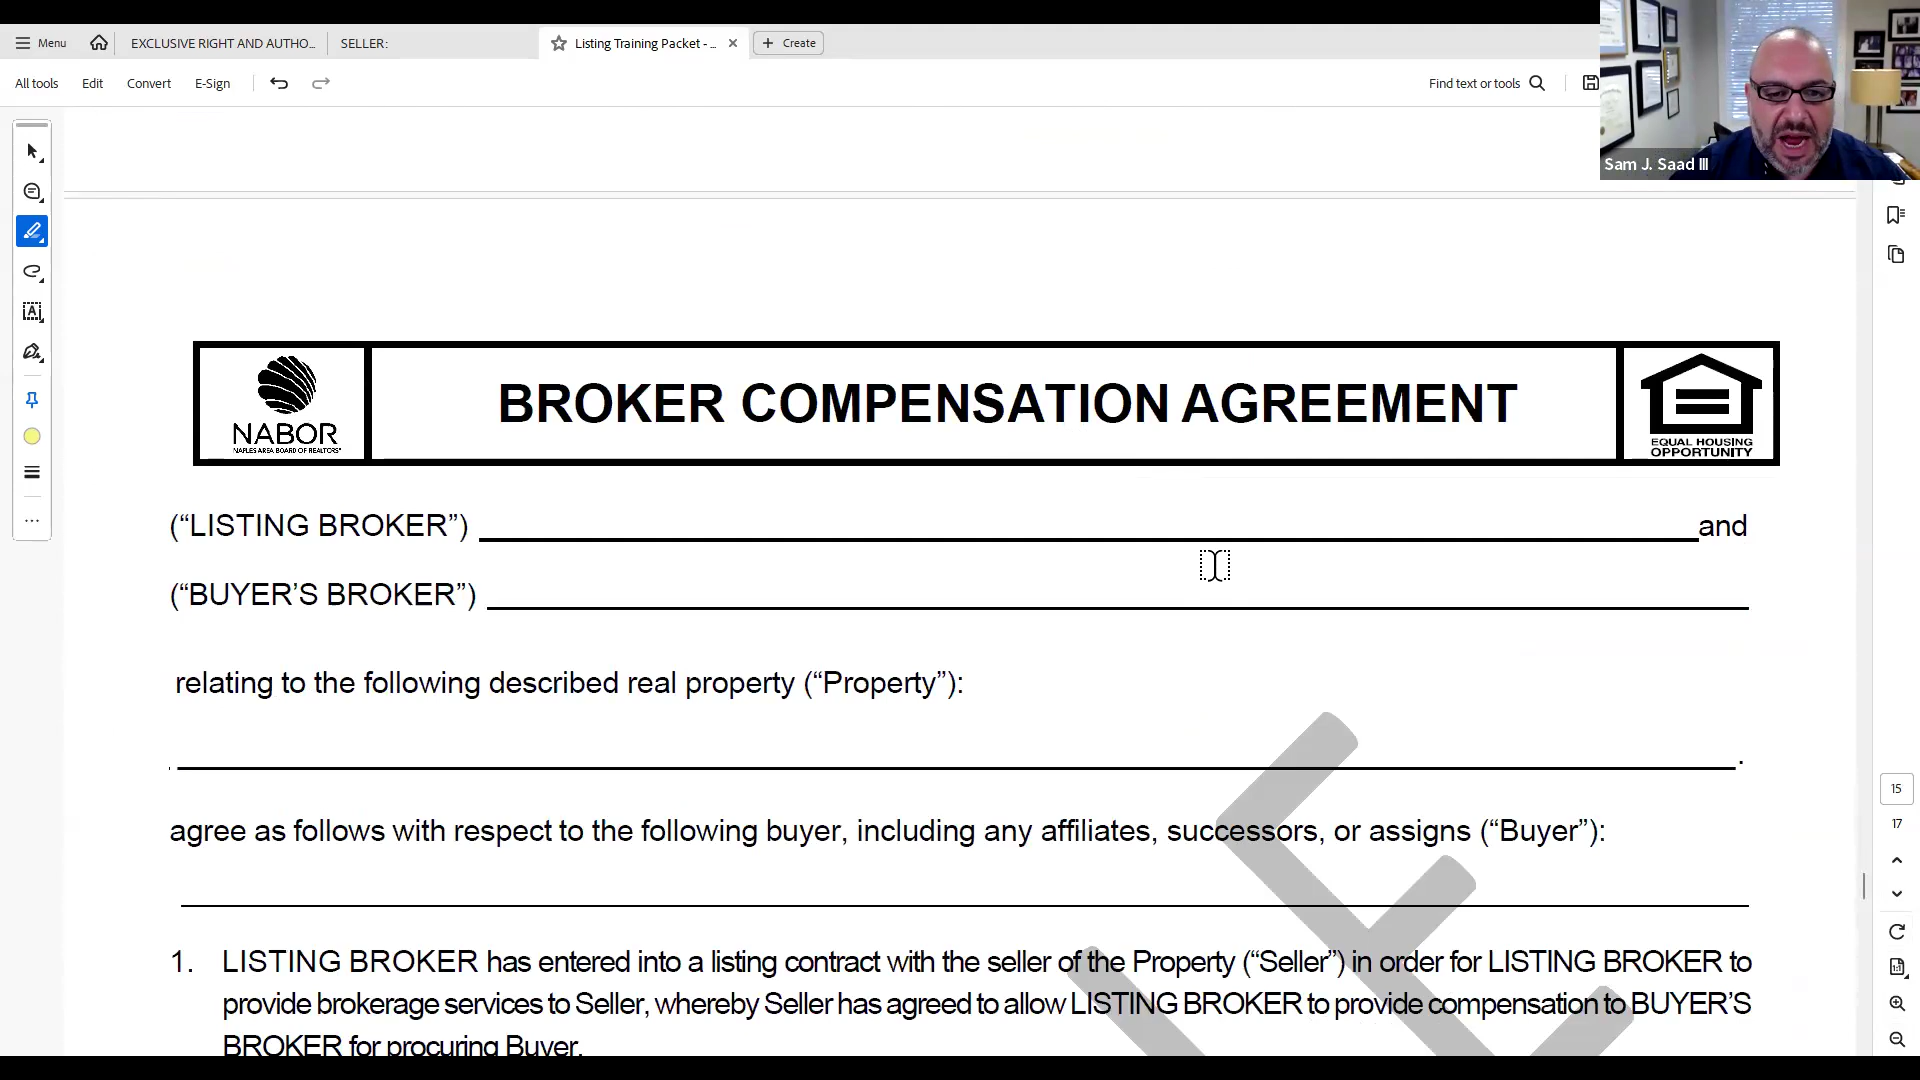 Menu
EXCLUSIVE RIGHT AND AUTHO...
SELLER:
Listing Training Packet - ...
Create
All tools
Edit
Convert
E-Sign
Find text or tools
Sam J. Saad III
NABOR
NAPLES AREA BOARD OF REALTORS®
BROKER COMPENSATION AGREEMENT
EQUAL HOUSING
OPPORTUNITY
(“LISTING BROKER”) and
(“BUYER’S BROKER”)
relating to the following described real property (“Property”):
.
agree as follows with respect to the following buyer, including any affiliates, successors, or assigns (“Buyer”):
1. LISTING BROKER has entered into a listing contract with the seller of the Property (“Seller”) in order for LISTING BROKER to
provide brokerage services to Seller, whereby Seller has agreed to allow LISTING BROKER to provide compensation to BUYER’S
BROKER for procuring Buyer.
15
17